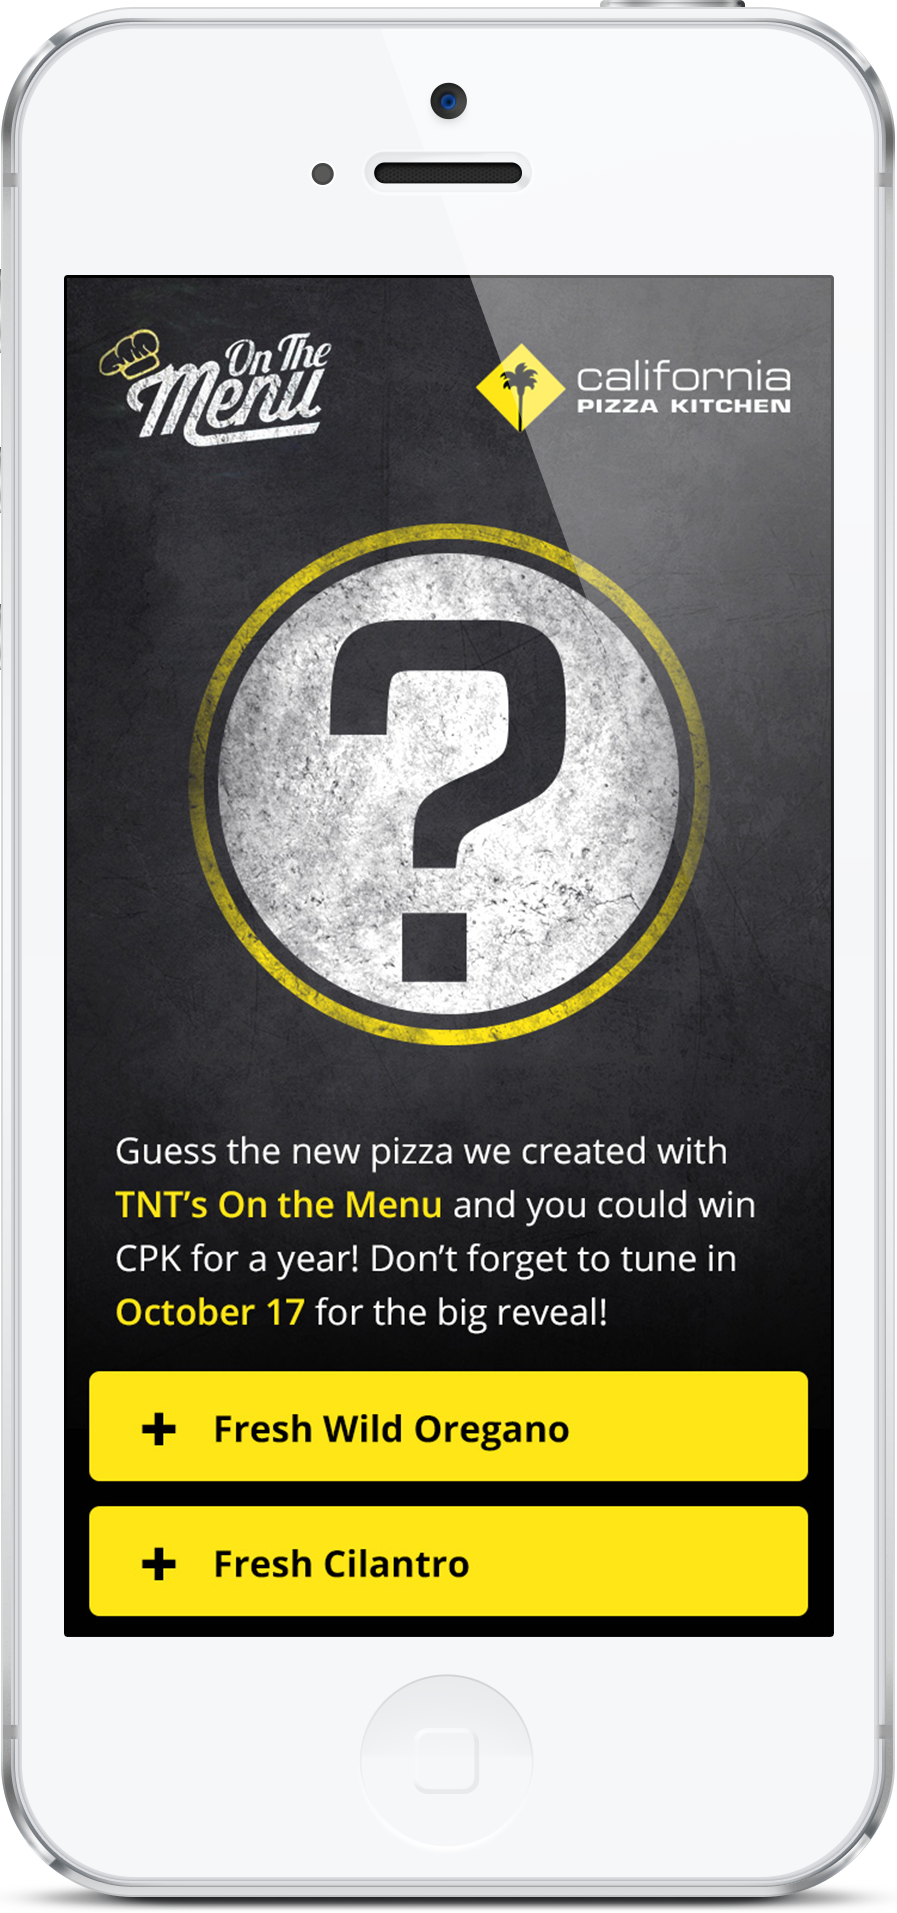 On The
Menu
california
PIZZA KITCHEN
?
Guess the new pizza we created with
TNT’s On the Menu and you could win
CPK for a year! Don’t forget to tune in
October 17 for the big reveal!
+ Fresh Wild Oregano
+ Fresh Cilantro